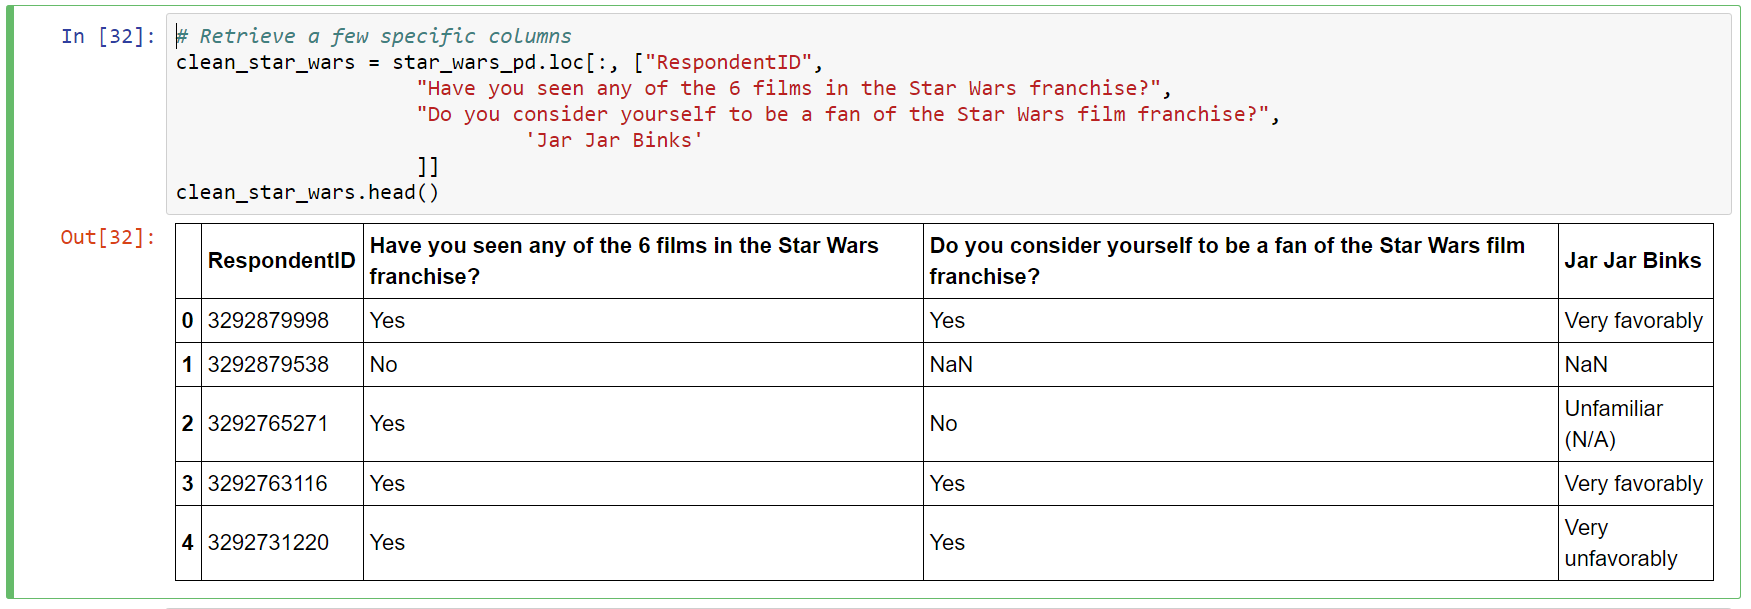 In [32]:
# Retrieve a few specific columns
clean_star_wars = star_wars_pd.loc[:, ["RespondentID",
"Have you seen any of the 6 films in the Star Wars franchise?",
"Do you consider yourself to be a fan of the Star Wars film franchise?",
'Jar Jar Binks'
]]
clean_star_wars.head()
Out[32]:
RespondentID
Have you seen any of the 6 films in the Star Wars
franchise?
Do you consider yourself to be a fan of the Star Wars film
franchise?
Jar Jar Binks
0 3292879998 Yes Yes Very favorably
1 3292879538 No NaN NaN
2 3292765271 Yes No Unfamiliar
(N/A)
3 3292763116 Yes Yes Very favorably
4 3292731220 Yes Yes Very
unfavorably